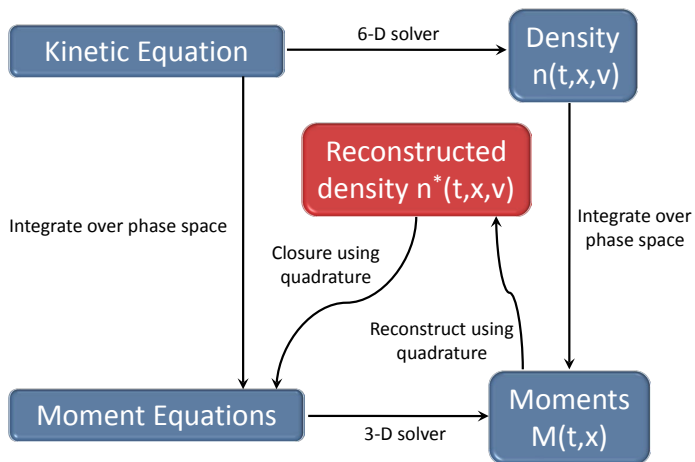 Kinetic Equation
6-D solver
Density
n(t,x,v)
Reconstructed
density n*(t,x,v)
Integrate over phase space
Integrate over
phase space
Closure using
quadrature
Reconstruct using
quadrature
Moment Equations
3-D solver
Moments
M(t,x)